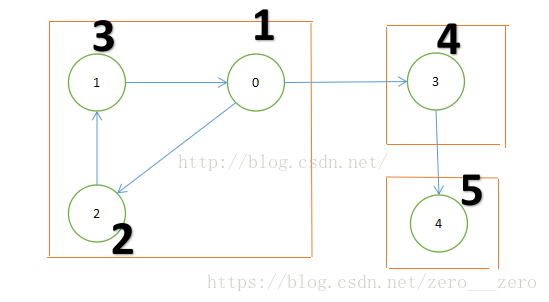 3 1 4
1 0 3
http://blog.csdn.net/
2 2 4 5
https://blog.csdn.net/zero___zero